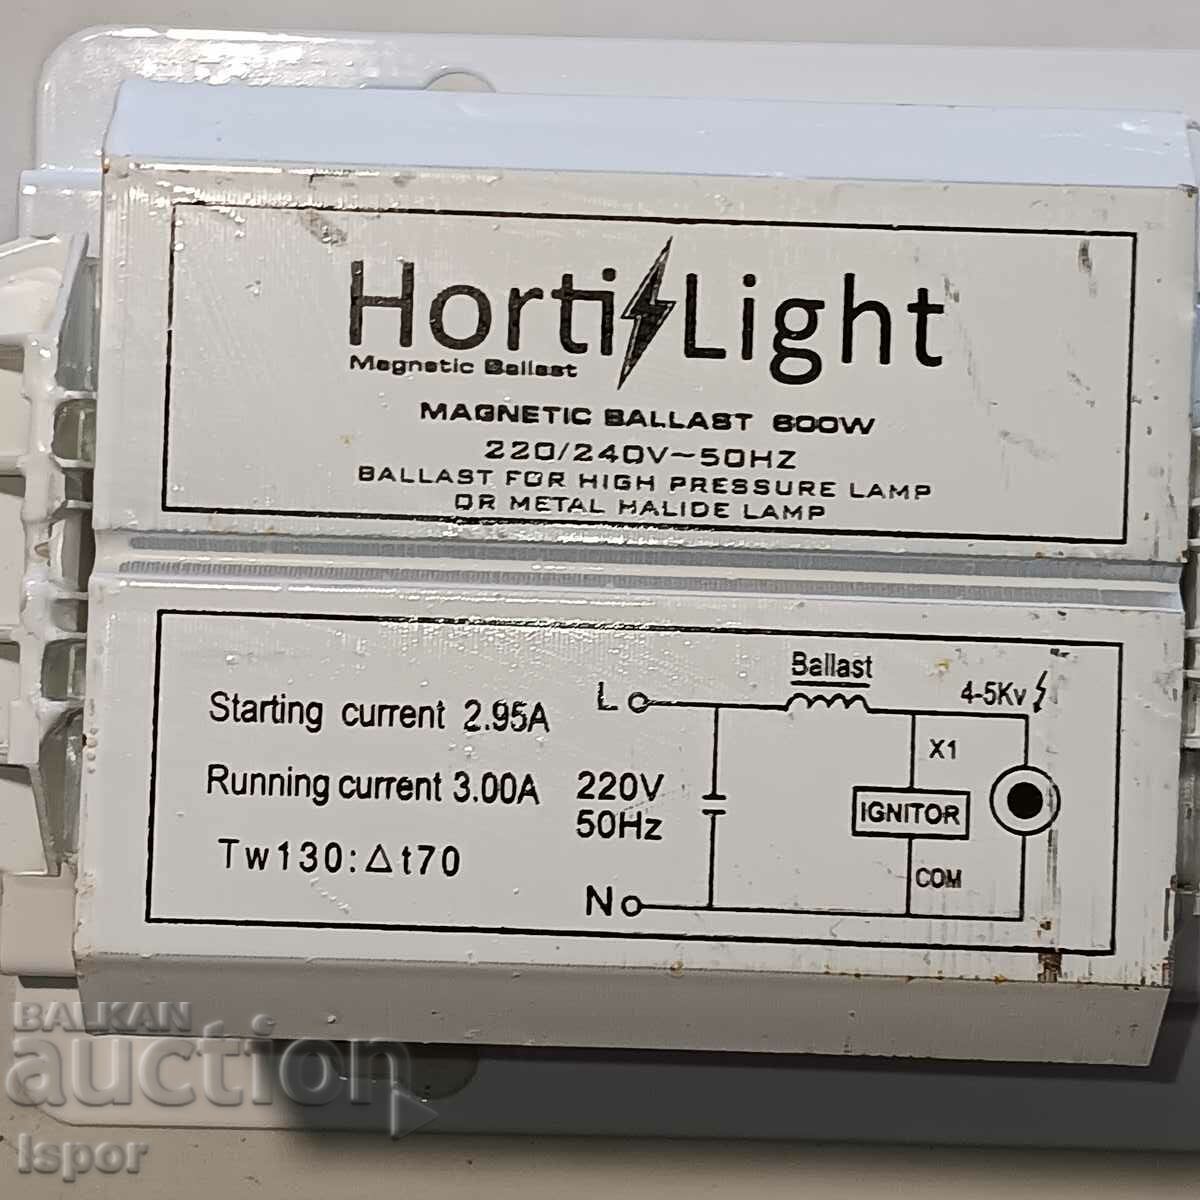 Horti Light
Magnetic Ballast
MAGNETIC BALLAST 600W
220/240V~50HZ
BALLAST FOR HIGH PRESSURE LAMP
OR METAL HALIDE LAMP
Starting current 2.95A
Running current 3.00A
Tw130:Δt70
L
Ballast
4-5Kv
X1
220V
50Hz
IGNITOR
COM
N
BALKAN
auction
Ispor